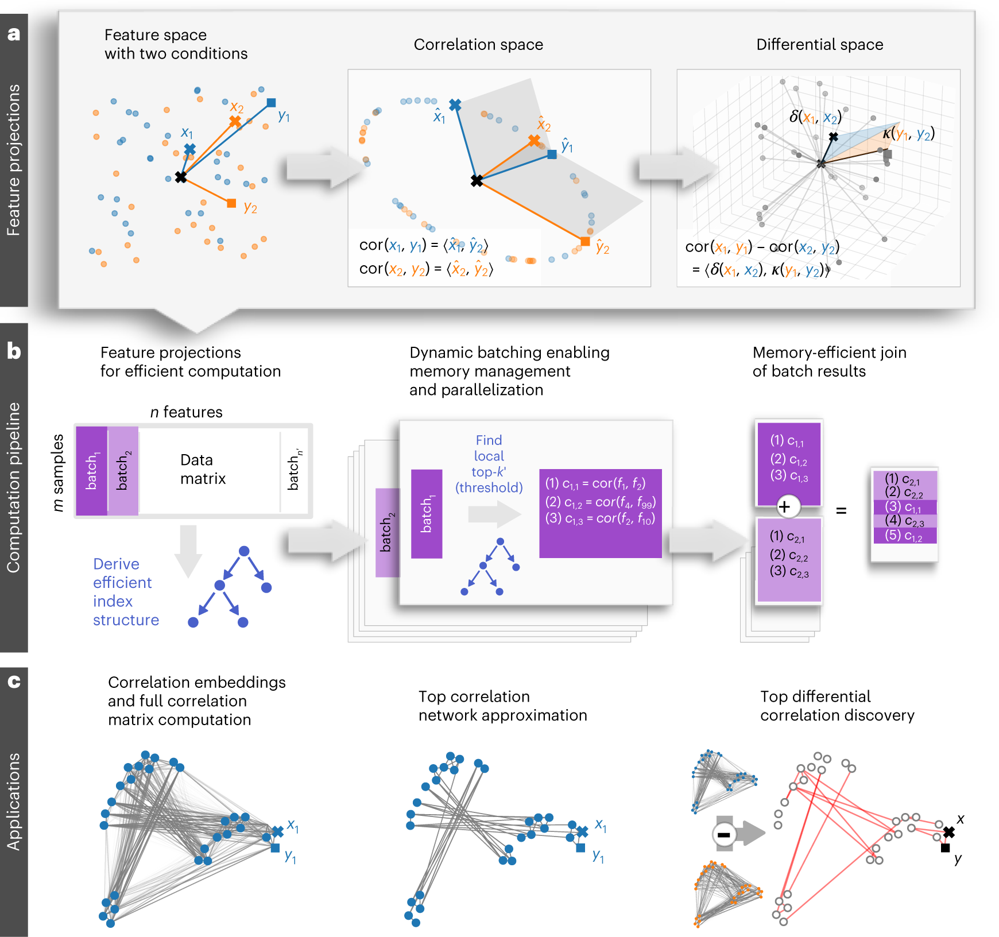 a
Feature projections
Feature space
with two conditions
Correlation space
Differential space
x₁
x₂
y₁
y₂
x̂₁
x̂₂
ŷ₁
ŷ₂
cor(x₁, y₁) = ⟨x̂₁, ŷ₂⟩
cor(x₂, y₂) = ⟨x̂₂, ŷ₂⟩
δ(x₁, x₂)
κ(y₁, y₂)
cor(x₁, y₁) – cor(x₂, y₂)
= ⟨δ(x₁, x₂), κ(y₁, y₂)⟩
b
Computation pipeline
Feature projections
for efficient computation
n features
m samples
batch₁
batch₂
Data
matrix
batchₙ'
Derive
efficient
index
structure
Dynamic batching enabling
memory management
and parallelization
batch₂
batch₁
Find
local
top-k'
(threshold)
(1) c₁,₁ = cor(f₁, f₂)
(2) c₁,₂ = cor(f₄, f₉₉)
(3) c₁,₃ = cor(f₂, f₁₀)
Memory-efficient join
of batch results
(1) c₁,₁
(2) c₁,₂
(3) c₁,₃
+
(1) c₂,₁
(2) c₂,₂
(3) c₂,₃
=
(1) c₂,₁
(2) c₂,₂
(3) c₁,₁
(4) c₂,₃
(5) c₁,₂
c
Applications
Correlation embeddings
and full correlation
matrix computation
x₁
y₁
Top correlation
network approximation
x₁
y₁
Top differential
correlation discovery
–
x
y